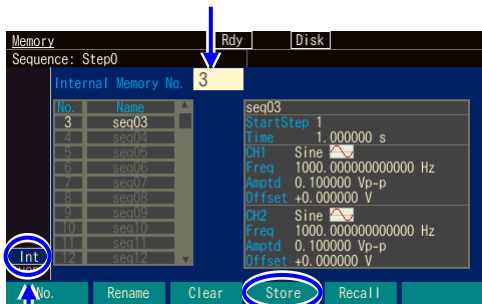 Memory Rdy Disk
Sequence: Step0
Internal Memory No. 3
No. Name
3 seq03
4 seq04
5 seq05
6 seq06
7 seq07
8 seq08
9 seq09
10 seq10
11 seq11
12 seq12
seq03
StartStep 1
Time 1.000000 s
CH1 Sine
Freq 1000.000000000000 Hz
Amptd 0.100000 Vp-p
Offset +0.000000 V
CH2 Sine
Freq 1000.00000000000 Hz
Amptd 0.100000 Vp-p
Offset +0.000000 V
Int
No. Rename Clear Store Recall